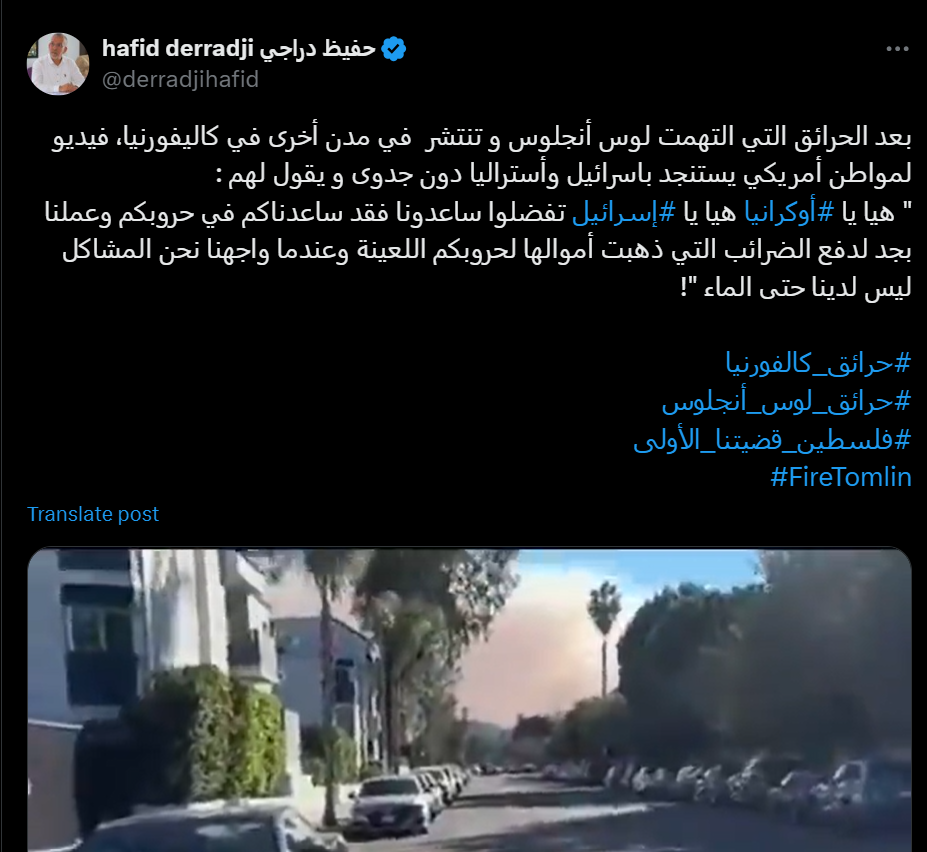 hafid derradji حفيظ دراجي
@derradjihafid
بعد الحرائق التي التهمت لوس أنجلوس و تنتشر في مدن أخرى في كاليفورنيا، فيديو
لمواطن أمريكي يستنجد باسرائيل وأستراليا دون جدوى و يقول لهم :
" هيا يا #أوكرانيا هيا يا #إسرائيل تفضلوا ساعدونا فقد ساعدناكم في حروبكم وعملنا
بجد لدفع الضرائب التي ذهبت أموالها لحروبكم اللعينة وعندما واجهنا نحن المشاكل
ليس لدينا حتى الماء "!
#حرائق_كالفورنيا
#حرائق_لوس_أنجلوس
#فلسطين_قضيتنا_الأولى
#FireTomlin
Translate post